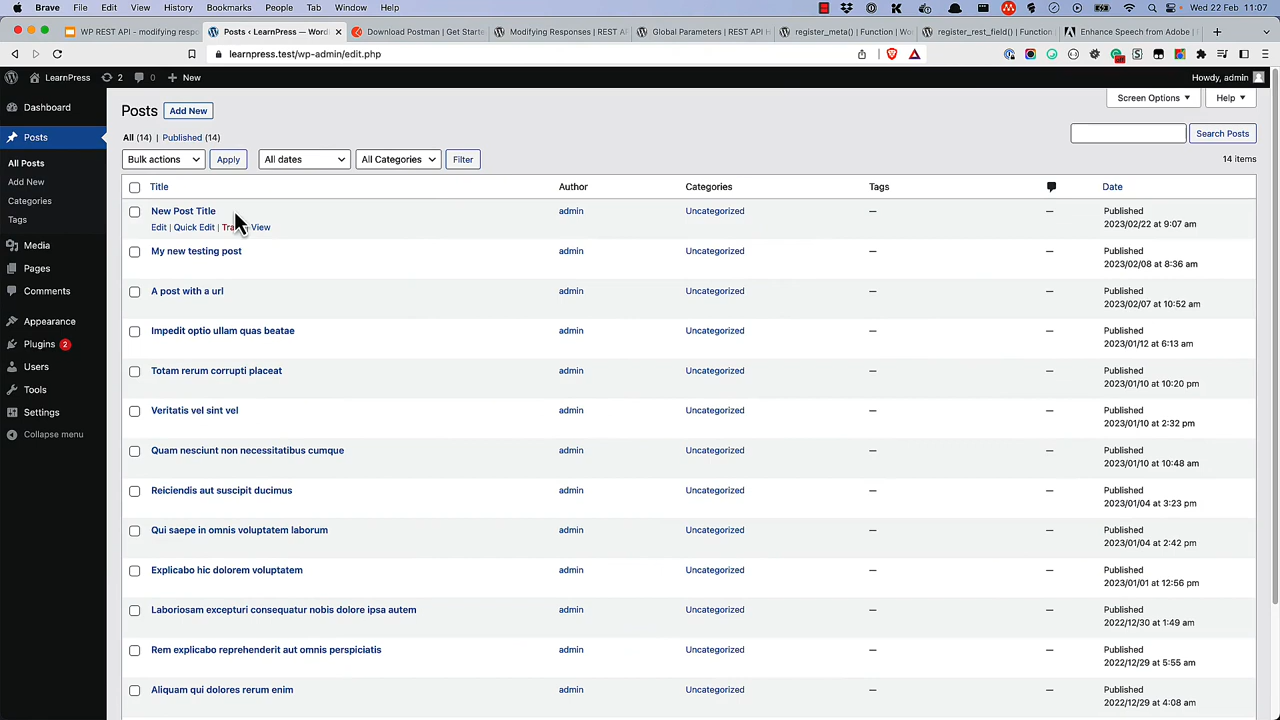 Brave File Edit View History Bookmarks People Tab Window Help Wed 22 Feb 11:07
WP REST API - modifying respo Posts ‹ LearnPress — Word Download Postman | Get Starte Modifying Responses | REST AP Global Parameters | REST API H register_meta() | Function | Wo register_rest_field() | Function Enhance Speech from Adobe |
learnpress.test/wp-admin/edit.php
LearnPress 2 0 New Howdy, admin
Dashboard
Posts
All Posts
Add New
Categories
Tags
Media
Pages
Comments
Appearance
Plugins 2
Users
Tools
Settings
Collapse menu
Screen Options Help
Posts Add New
All (14) | Published (14)
Search Posts
Bulk actions Apply All dates All Categories Filter 14 items
Title Author Categories Tags Date
New Post Title admin Uncategorized — — Published
Edit | Quick Edit | View 2023/02/22 at 9:07 am
My new testing post admin Uncategorized — — Published
2023/02/08 at 8:36 am
A post with a url admin Uncategorized — — Published
2023/02/07 at 10:52 am
Impedit optio ullam quas beatae admin Uncategorized — — Published
2023/01/12 at 6:13 am
Totam rerum corrupti placeat admin Uncategorized — — Published
2023/01/10 at 10:20 pm
Veritatis vel sint vel admin Uncategorized — — Published
2023/01/10 at 2:32 pm
Quam nesciunt non necessitatibus cumque admin Uncategorized — — Published
2023/01/10 at 10:48 am
Reiciendis aut suscipit ducimus admin Uncategorized — — Published
2023/01/04 at 3:23 pm
Qui saepe in omnis voluptatem laborum admin Uncategorized — — Published
2023/01/04 at 2:42 pm
Explicabo hic dolorem voluptatem admin Uncategorized — — Published
2023/01/01 at 12:56 pm
Laboriosam excepturi consequatur nobis dolore ipsa autem admin Uncategorized — — Published
2022/12/30 at 1:49 am
Rem explicabo reprehenderit aut omnis perspiciatis admin Uncategorized — — Published
2022/12/29 at 5:55 am
Aliquam qui dolores rerum enim admin Uncategorized — — Published
2022/12/29 at 4:08 am